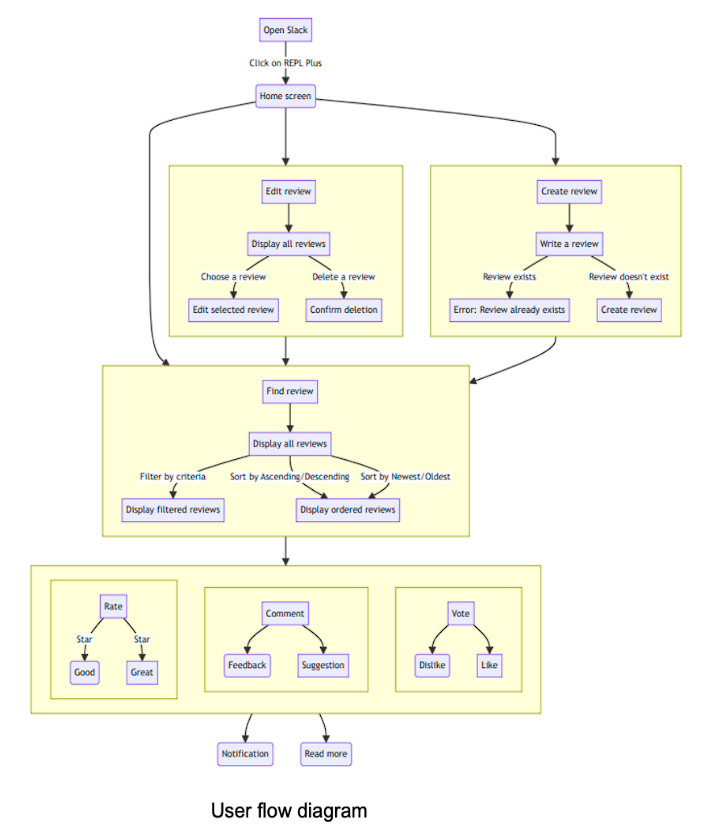 Open Slack
Click on REPL Plus
Home screen
Edit review
Display all reviews
Choose a review
Delete a review
Edit selected review
Confirm deletion
Create review
Write a review
Review exists
Review doesn't exist
Error: Review already exists
Create review
Find review
Display all reviews
Filter by criteria
Sort by Ascending/Descending
Sort by Newest/Oldest
Display filtered reviews
Display ordered reviews
Rate
Star
Star
Good
Great
Comment
Feedback
Suggestion
Vote
Dislike
Like
Notification
Read more
User flow diagram